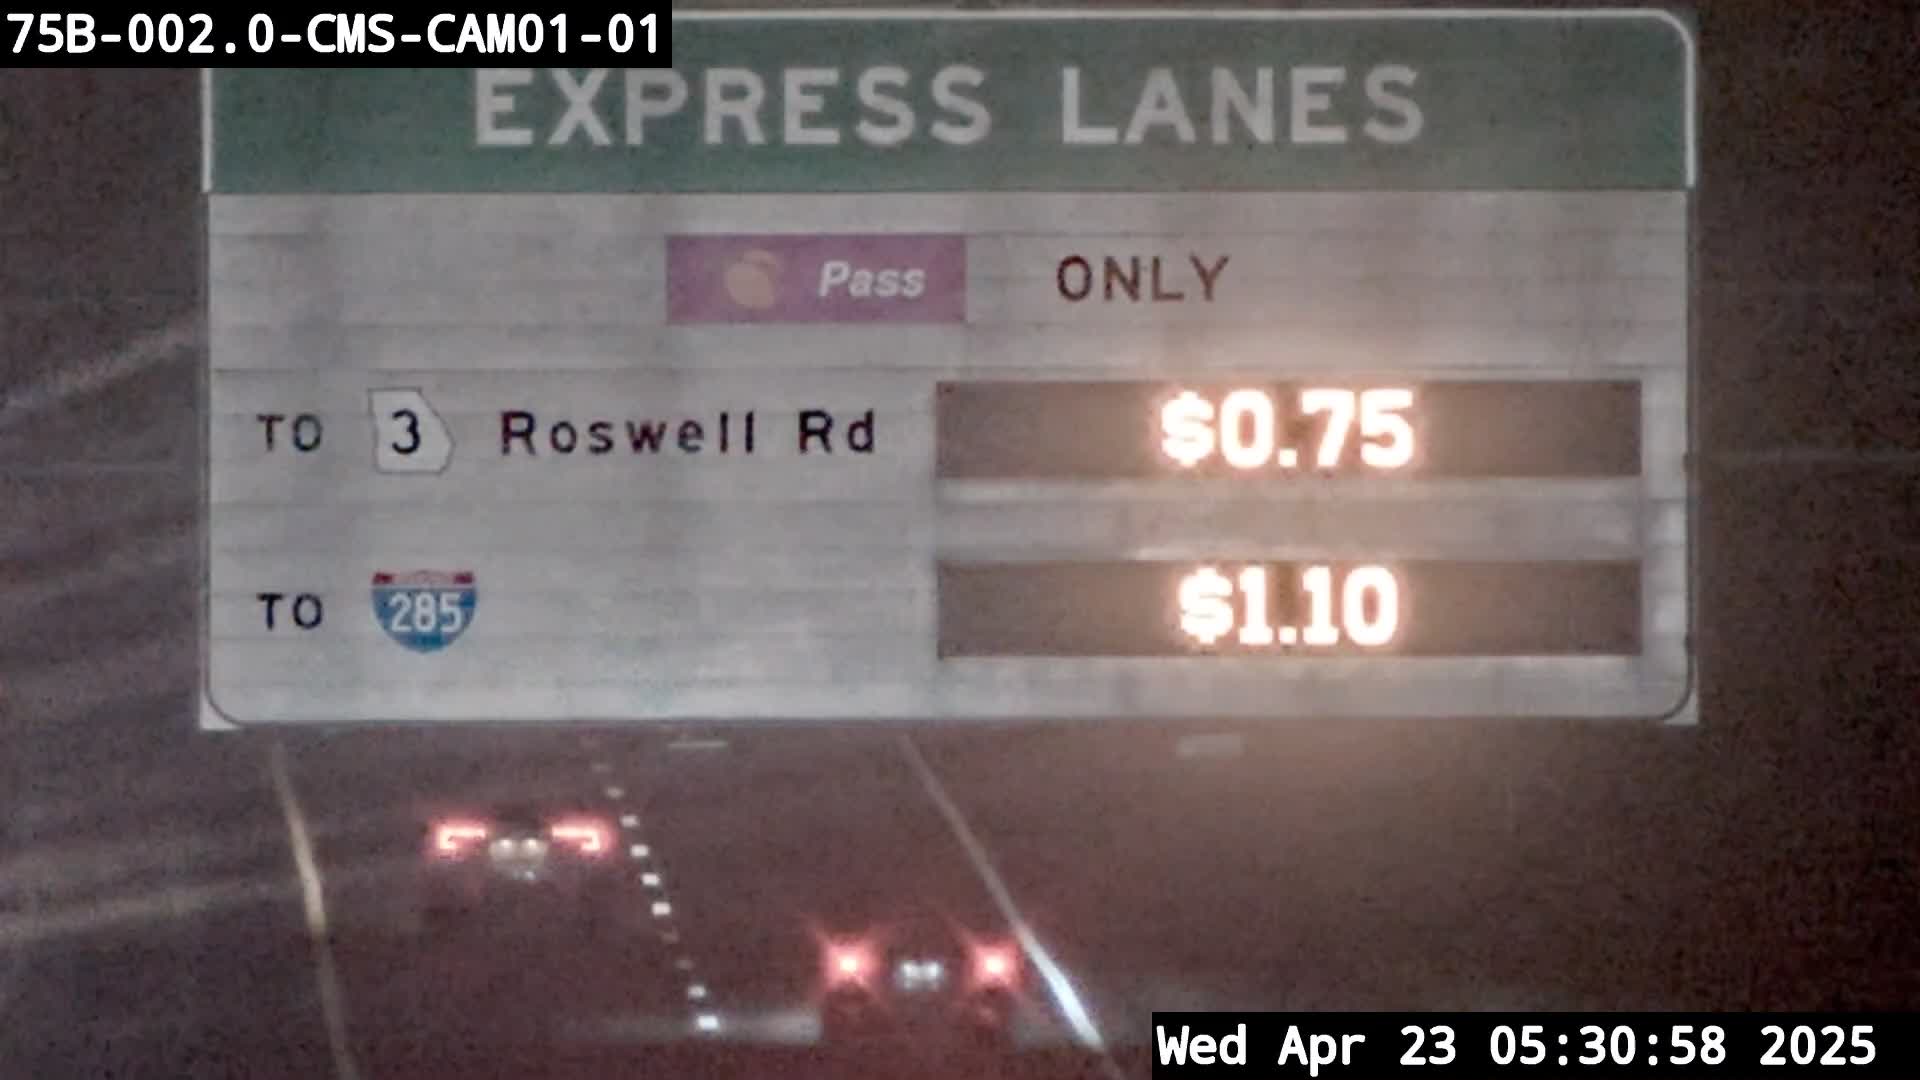 75B-002.0-CMS-CAM01-01
EXPRESS LANES
Pass ONLY
TO 3 Roswell Rd $0.75
TO 285 $1.10
Wed Apr 23 05:30:58 2025